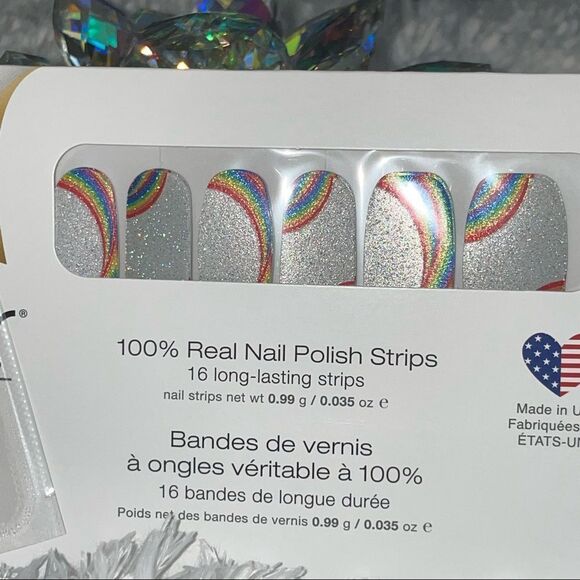 100% Real Nail Polish Strips
16 long-lasting strips
nail strips net wt 0.99 g / 0.035 oz e
Bandes de vernis
à ongles véritable à 100%
16 bandes de longue durée
Poids net des bandes de vernis 0.99 g / 0.035 oz e
®
Made in U
Fabriquées
ÉTATS-UN